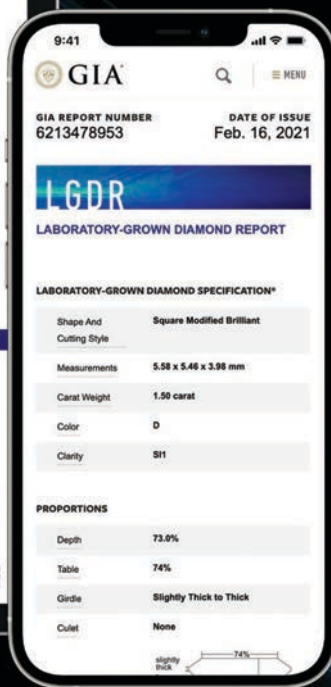 9:41
GIA
MENU
GIA REPORT NUMBER DATE OF ISSUE
6213478953 Feb. 16, 2021
LGDR
LABORATORY-GROWN DIAMOND REPORT
LABORATORY-GROWN DIAMOND SPECIFICATION*
Shape And Cutting Style Square Modified Brilliant
Measurements 5.58 x 5.46 x 3.98 mm
Carat Weight 1.50 carat
Color D
Clarity SI1
PROPORTIONS
Depth 73.0%
Table 74%
Girdle Slightly Thick to Thick
Culet None
slightly thick 74%